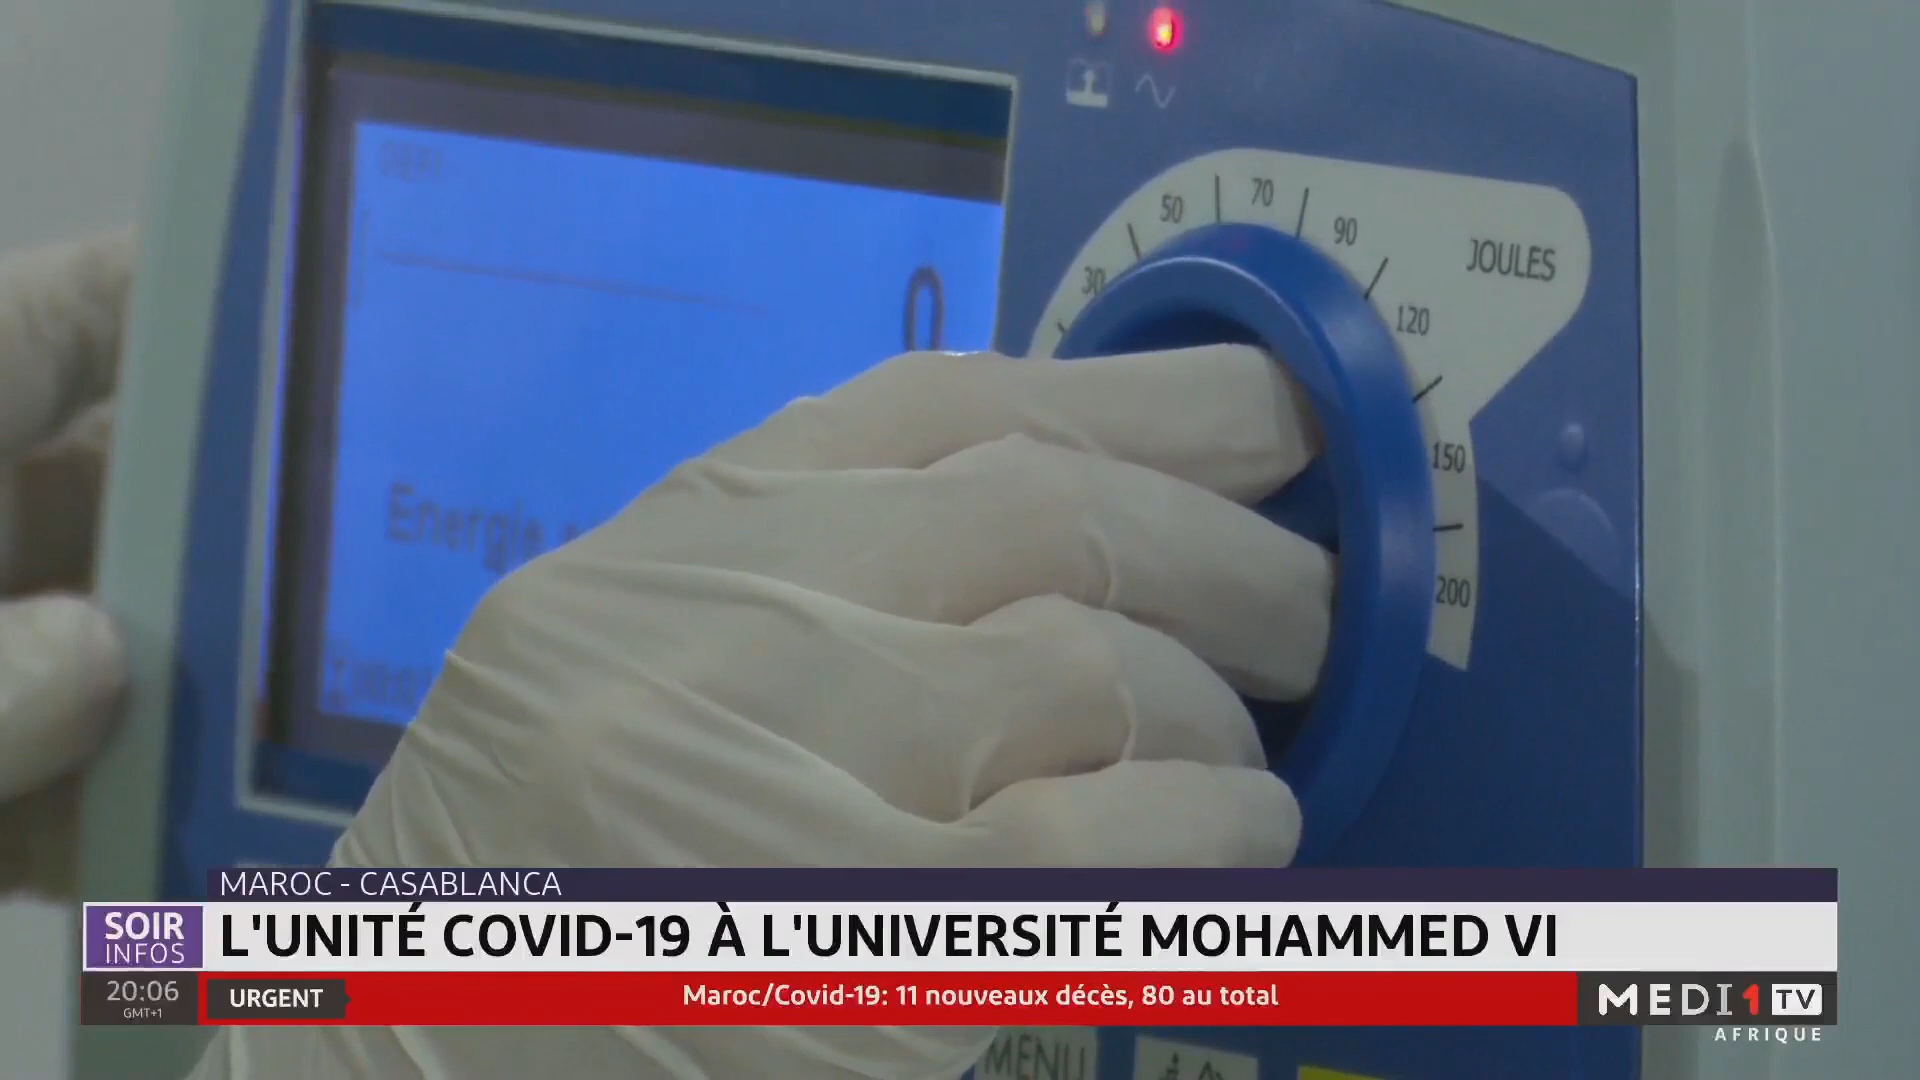 0
50
70
90
30
JOULES
120
150
Energie
200
MAROC - CASABLANCA
SOIR
INFOS
L'UNITÉ COVID-19 À L'UNIVERSITÉ MOHAMMED VI
20:06
GMT+1
URGENT
Maroc/Covid-19: 11 nouveaux décès, 80 au total
MEDI1TV
AFRIQUE
MENU